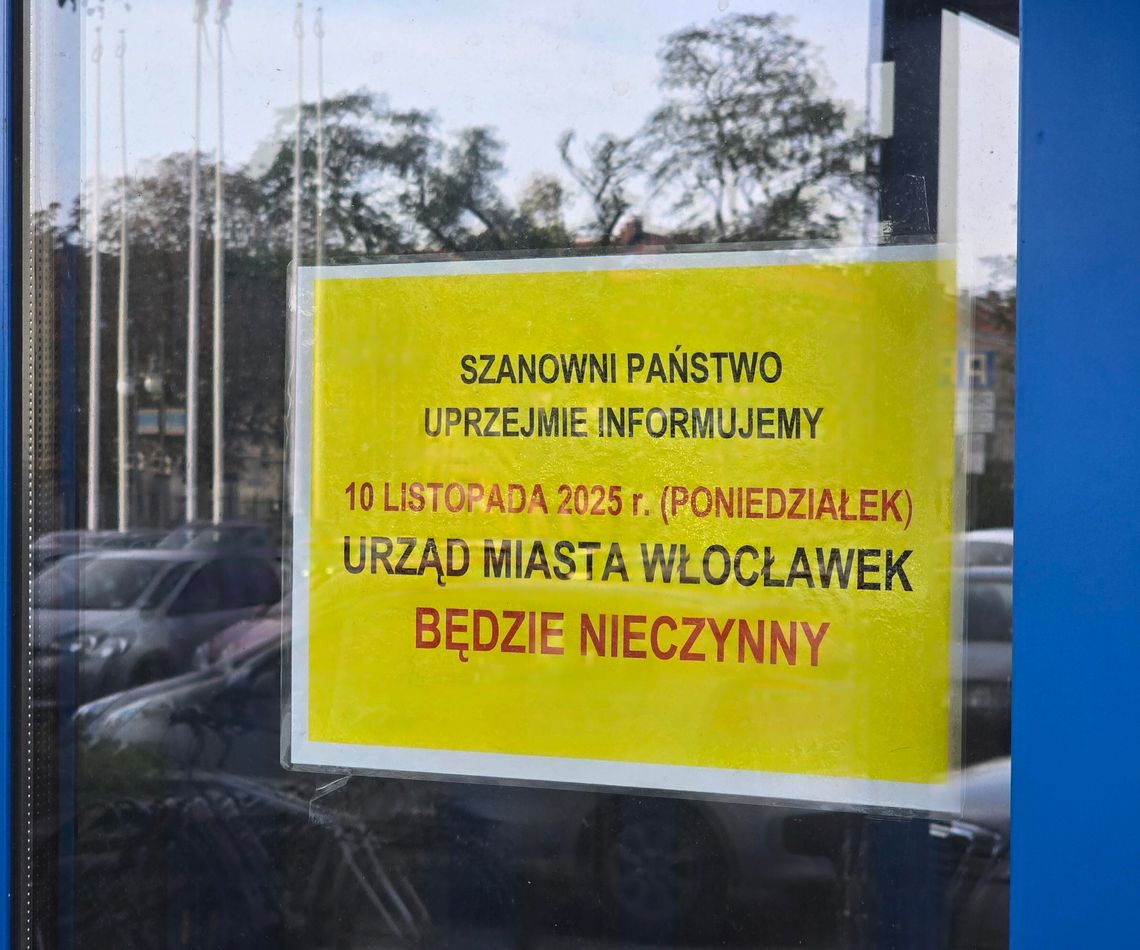 SZANOWNI PAŃSTWO
UPRZEJMIE INFORMUJEMY
10 LISTOPADA 2025 r. (PONIEDZIAŁEK)
URZĄD MIASTA WŁOCŁAWEK
BĘDZIE NIECZYNNY